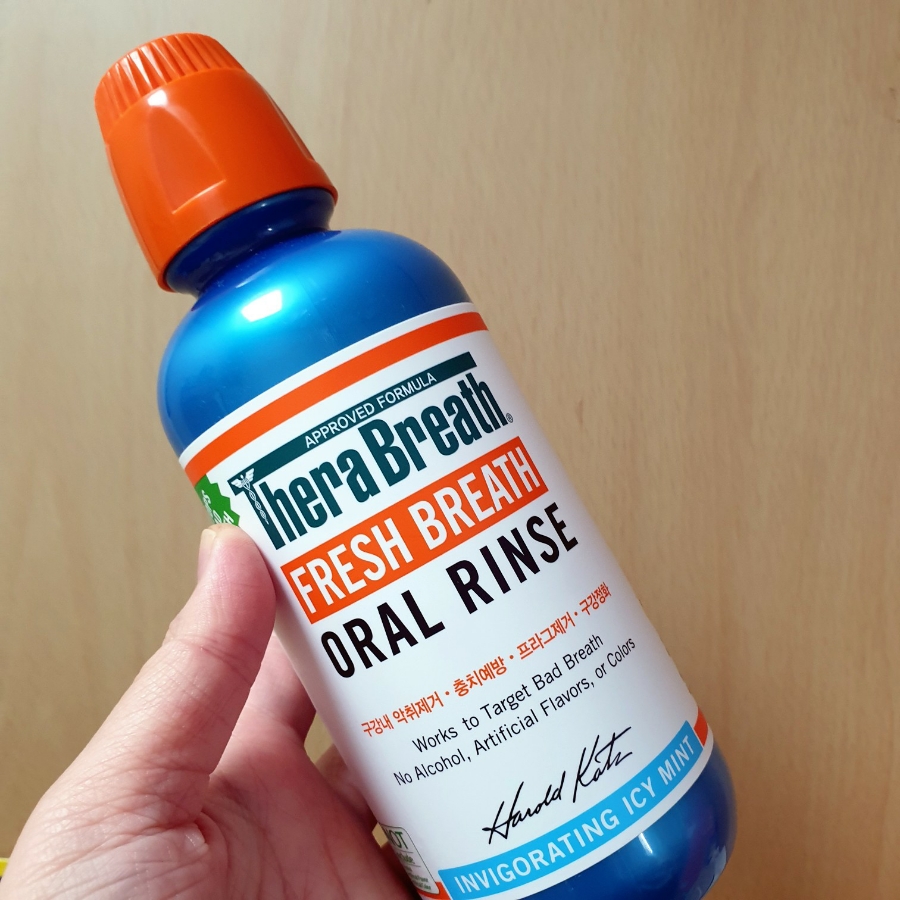 APPROVED FORMULA
TheraBreath®
FRESH BREATH
ORAL RINSE
구강내 악취제거 · 충치예방 · 프라그제거 · 구강정화
Works to Target Bad Breath
No Alcohol, Artificial Flavors, or Colors
Harold Katz
INVIGORATING ICY MINT